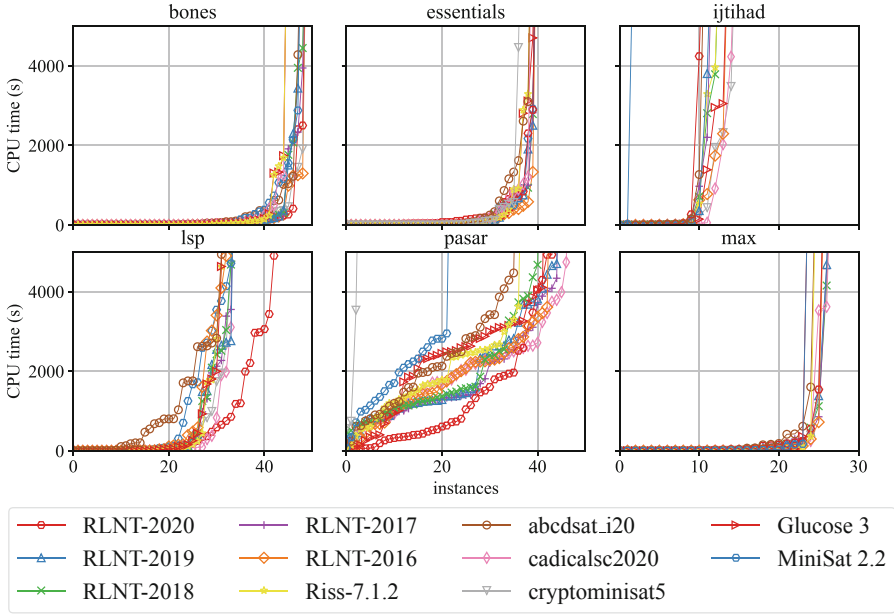 bones
essentials
ijtihad
CPU time (s)
4000
2000
0
lsp
pasar
max
CPU time (s)
4000
2000
0
0 20 40
0 20 40
0 10 20 30
instances
RLNT-2020
RLNT-2017
abcdsat_i20
Glucose 3
RLNT-2019
RLNT-2016
cadicalsc2020
MiniSat 2.2
RLNT-2018
Riss-7.1.2
cryptominisat5